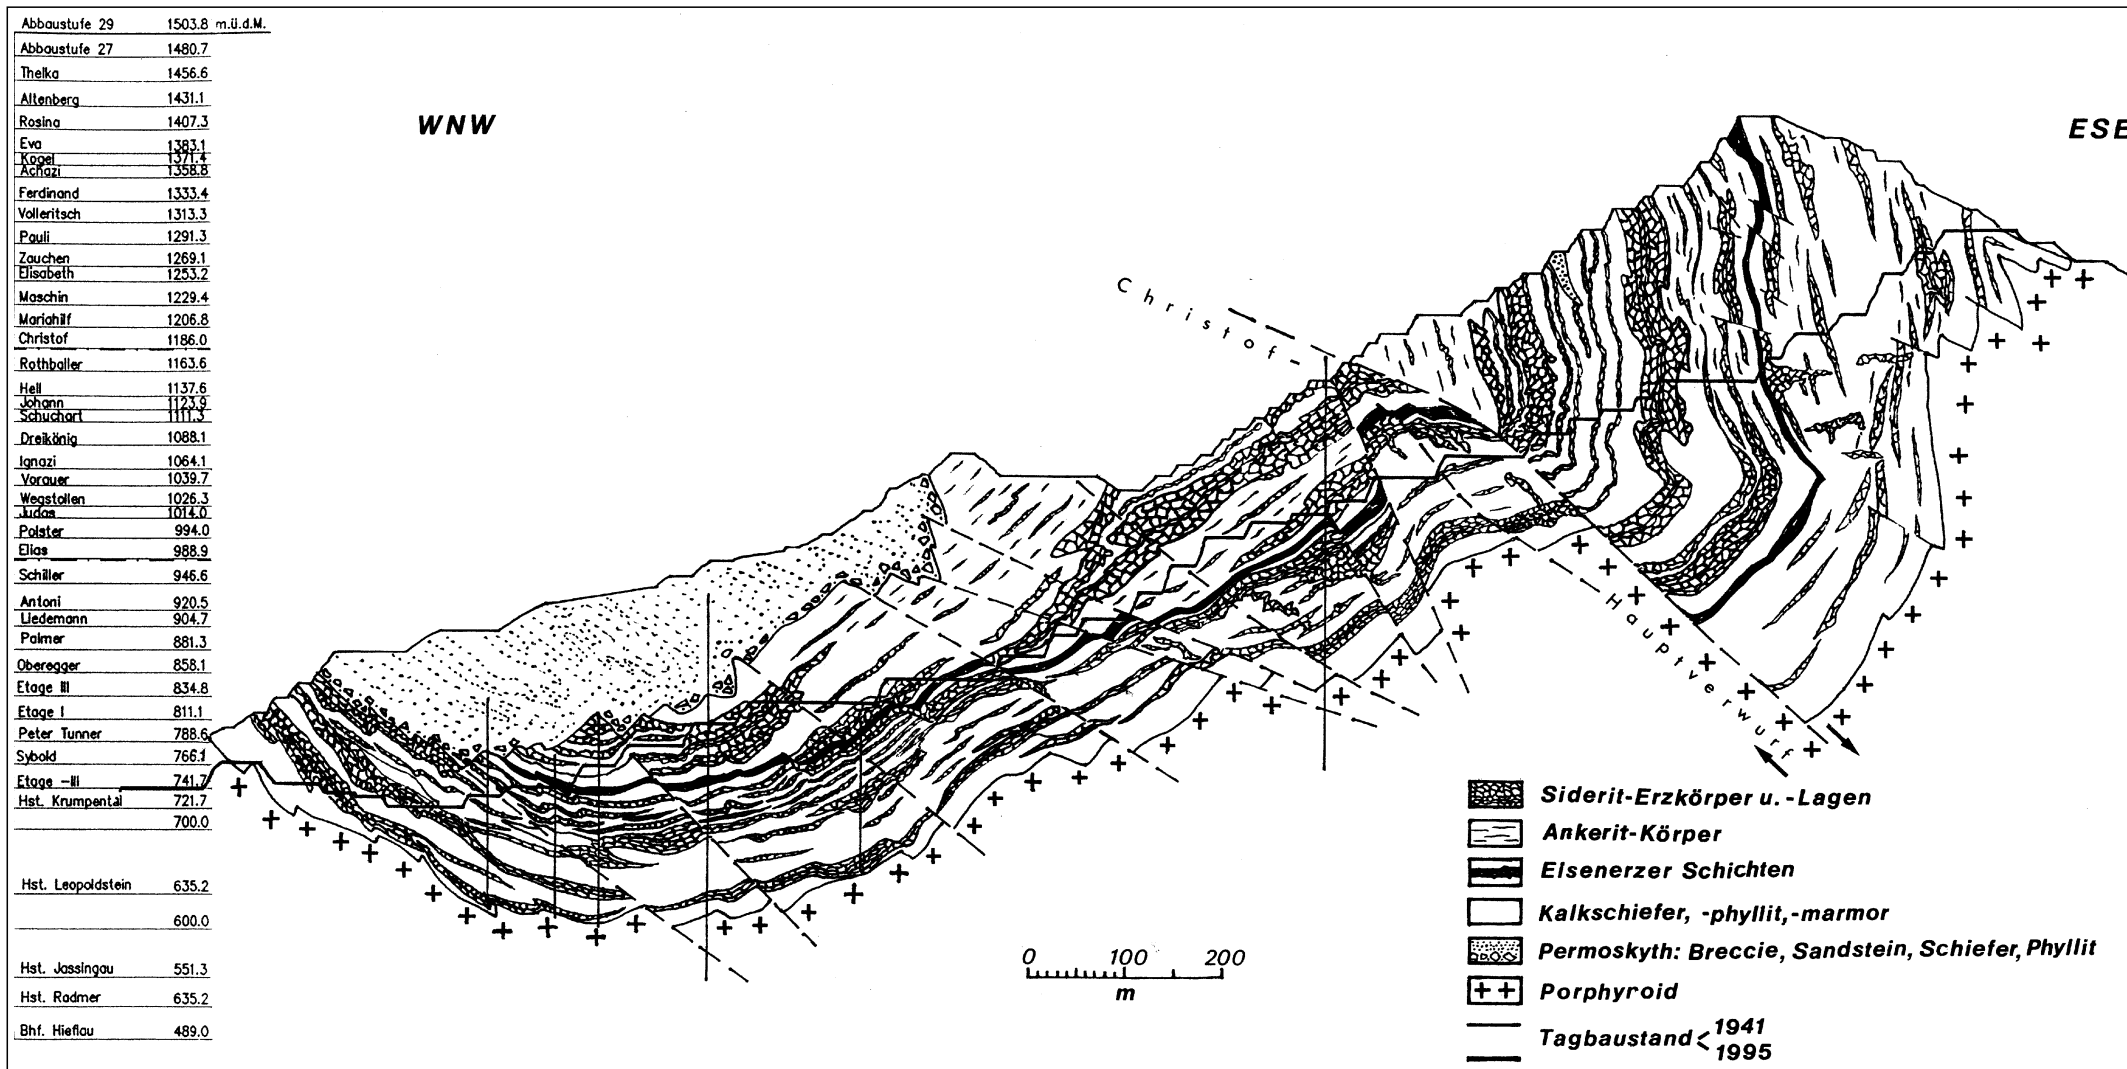 Abbaustufe 29 1503.8 m.ü.d.M.
Abbaustufe 27 1480.7
Thelka 1456.6
Altenberg 1431.1
Rosina 1407.3
Eva 1383.1
Kogel 1371.4
Achazi 1358.8
Ferdinand 1333.4
Volleritsch 1313.3
Pauli 1291.3
Zauchen 1269.1
Elisabeth 1253.2
Maschin 1229.4
Mariahilf 1206.8
Christof 1186.0
Rothballer 1163.6
Hell 1137.6
Johann 1123.9
Schuchart 1111.3
Dreikönig 1088.1
Ignazi 1064.1
Vorauer 1039.7
Wegstollen 1026.3
Judas 1014.0
Polster 994.0
Elias 988.9
Schiller 946.6
Antoni 920.5
Liedemann 904.7
Palmer 881.3
Oberegger 858.1
Etage III 834.8
Etage I 811.1
Peter Tunner 788.6
Sybold 766.1
Etage -III 741.7
Hst. Krumpental 721.7
700.0
Hst. Leopoldstein 635.2
600.0
Hst. Jassingau 551.3
Hst. Radmer 635.2
Bhf. Hieflau 489.0
WNW
ESE
Christof-
Hauptverwurf
0 100 200
m
Siderit-Erzkörper u. -Lagen
Ankerit-Körper
Eisenerzer Schichten
Kalkschiefer, -phyllit, -marmor
Permoskyth: Breccie, Sandstein, Schiefer, Phyllit
Porphyroid
Tagbaustand < 1941
1995